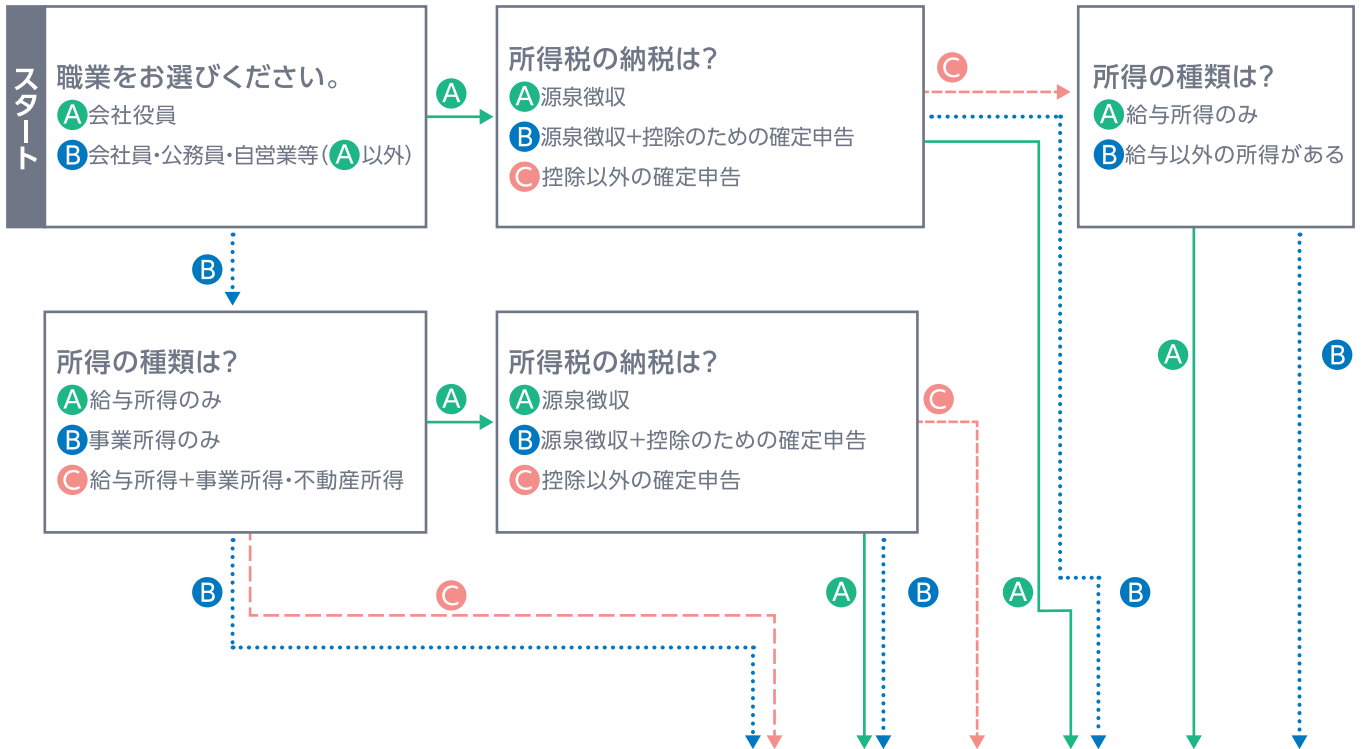 スタート
職業をお選びください。
A会社役員
B会社員・公務員・自営業等（A以外）
A
所得税の納税は？
A源泉徴収
B源泉徴収＋控除のための確定申告
C控除以外の確定申告
C
所得の種類は？
A給与所得のみ
B給与以外の所得がある
B
所得の種類は？
A給与所得のみ
B事業所得のみ
C給与所得＋事業所得・不動産所得
A
所得税の納税は？
A源泉徴収
B源泉徴収＋控除のための確定申告
C控除以外の確定申告
C
A
B
B
C
A
B
A
B